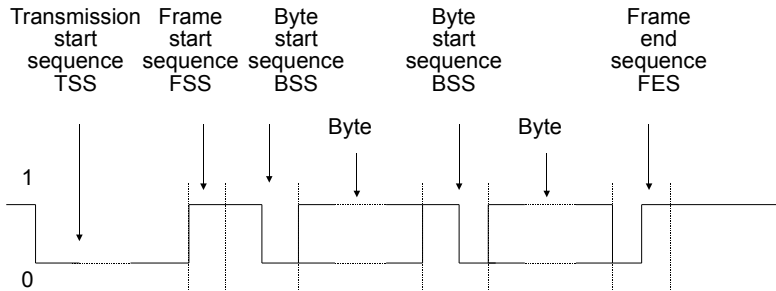 Transmission
start
sequence
TSS
Frame
start
sequence
FSS
Byte
start
sequence
BSS
Byte
start
sequence
BSS
Frame
end
sequence
FES
Byte
Byte
1
0